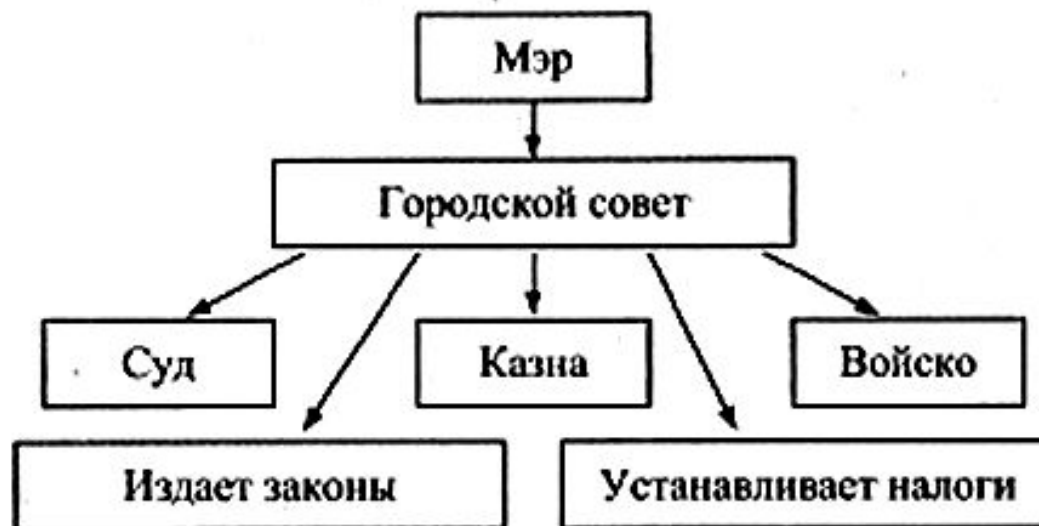 Мэр
Городской совет
Суд
Казна
Войско
Издает законы
Устанавливает налоги